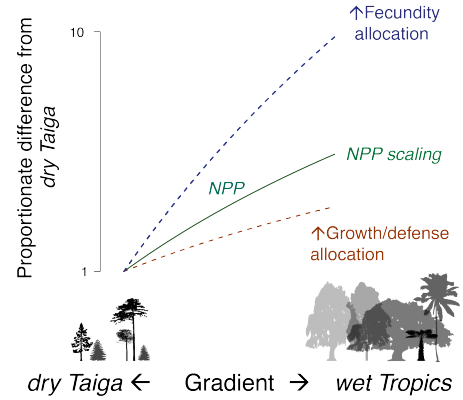 ↑Fecundity
allocation
10
Proportionate difference from
dry Taiga
NPP scaling
NPP
↑Growth/defense
allocation
1
dry Taiga ← Gradient → wet Tropics